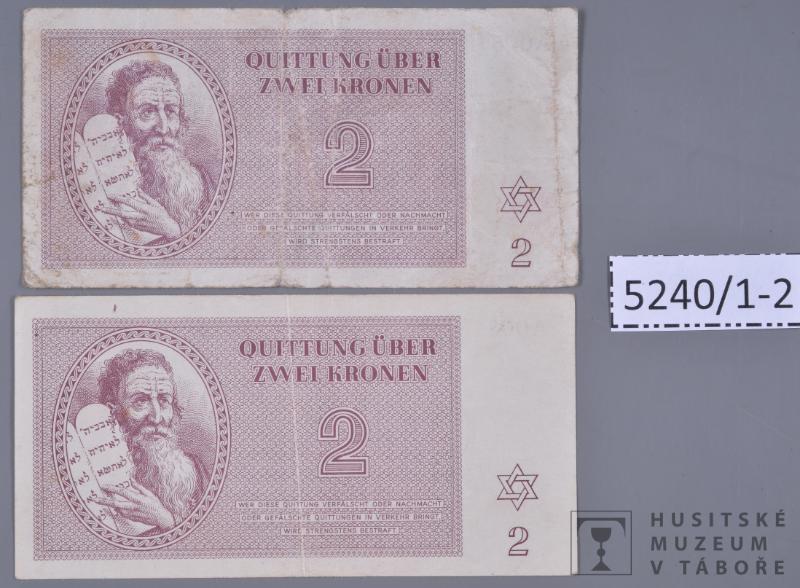 QUITTUNG ÜBER
ZWEI KRONEN
2
WER DIESE QUITTUNG VERFÄLSCHT ODER NACHMACHT
ODER GEFÄLSCHTE QUITTUNGEN IN VERKEHR BRINGT,
WIRD STRENGSTENS BESTRAFT
2
5240/1-2
QUITTUNG ÜBER
ZWEI KRONEN
2
WER DIESE QUITTUNG VERFÄLSCHT ODER NACHMACHT
ODER GEFÄLSCHTE QUITTUNGEN IN VERKEHR BRINGT,
WIRD STRENGSTENS BESTRAFT
2
HUSITSKÉ
MUZEUM
V TÁBOŘE